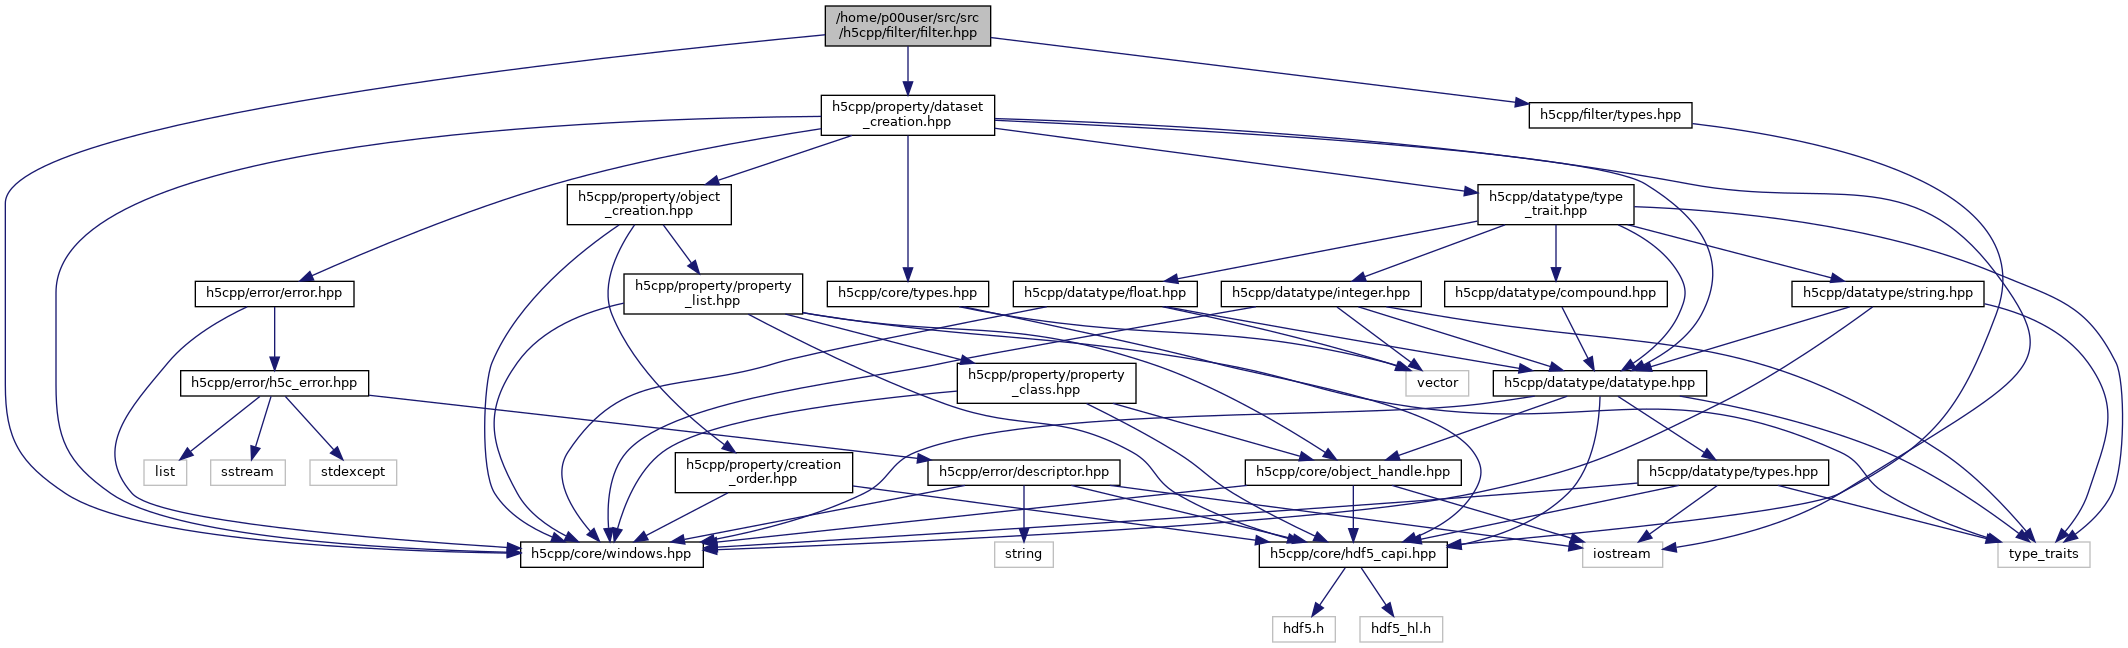 /home/p00user/src/src
/h5cpp/filter/filter.hpp
h5cpp/property/dataset
_creation.hpp
h5cpp/filter/types.hpp
h5cpp/property/object
_creation.hpp
h5cpp/datatype/type
_trait.hpp
h5cpp/error/error.hpp
h5cpp/property/property
_list.hpp
h5cpp/core/types.hpp
h5cpp/datatype/float.hpp
h5cpp/datatype/integer.hpp
h5cpp/datatype/compound.hpp
h5cpp/datatype/string.hpp
h5cpp/error/h5c_error.hpp
h5cpp/property/property
_class.hpp
vector
h5cpp/datatype/datatype.hpp
list
sstream
stdexcept
h5cpp/property/creation
_order.hpp
h5cpp/error/descriptor.hpp
h5cpp/core/object_handle.hpp
h5cpp/datatype/types.hpp
h5cpp/core/windows.hpp
string
h5cpp/core/hdf5_capi.hpp
iostream
type_traits
hdf5.h
hdf5_hl.h